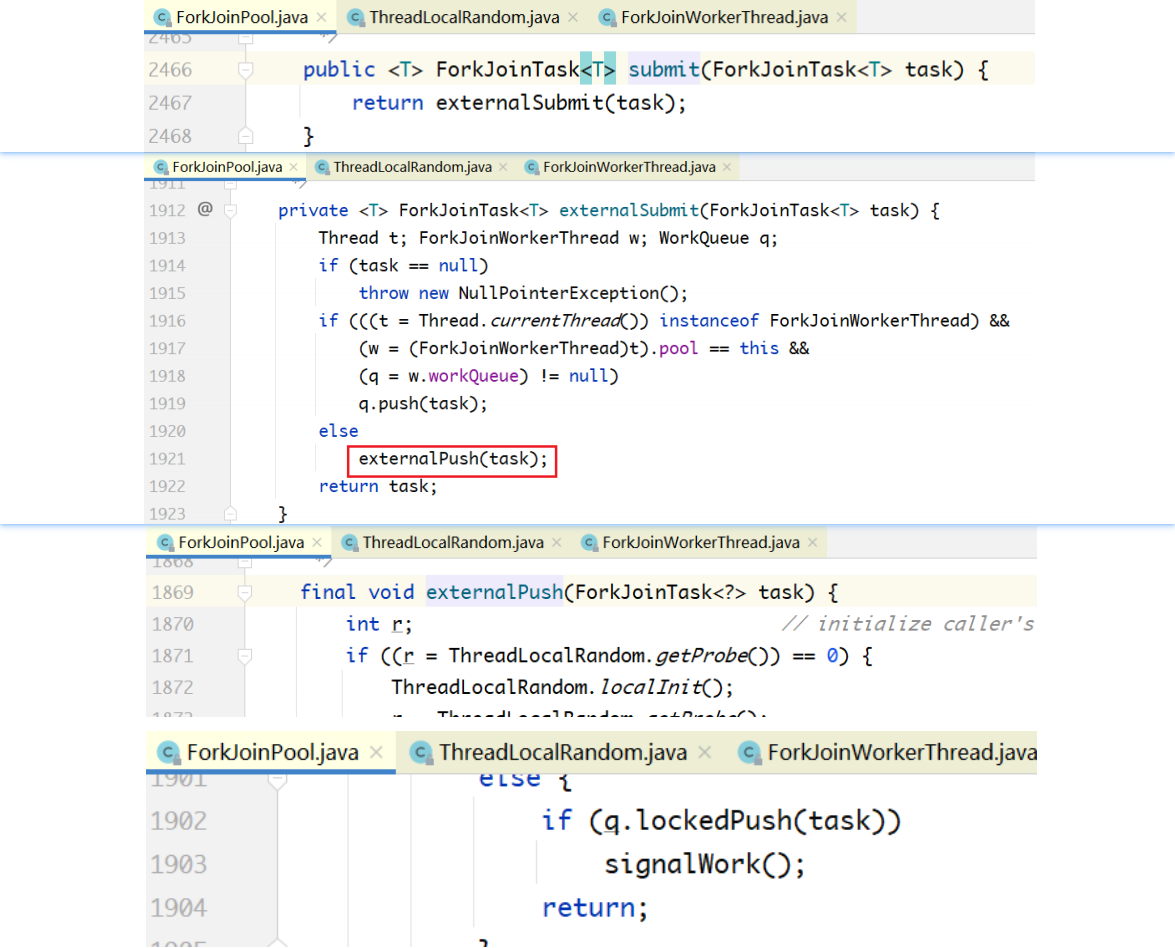 ForkJoinPool.java ThreadLocalRandom.java ForkJoinWorkerThread.java
2465 */
2466 public <T> ForkJoinTask<T> submit(ForkJoinTask<T> task) {
2467 return externalSubmit(task);
2468 }
ForkJoinPool.java ThreadLocalRandom.java ForkJoinWorkerThread.java
1911 */
1912 @ private <T> ForkJoinTask<T> externalSubmit(ForkJoinTask<T> task) {
1913 Thread t; ForkJoinWorkerThread w; WorkQueue q;
1914 if (task == null)
1915 throw new NullPointerException();
1916 if (((t = Thread.currentThread()) instanceof ForkJoinWorkerThread) &&
1917 (w = (ForkJoinWorkerThread)t).pool == this &&
1918 (q = w.workQueue) != null)
1919 q.push(task);
1920 else
1921 externalPush(task);
1922 return task;
1923 }
ForkJoinPool.java ThreadLocalRandom.java ForkJoinWorkerThread.java
1868 */
1869 final void externalPush(ForkJoinTask<?> task) {
1870 int r; // initialize caller's
1871 if ((r = ThreadLocalRandom.getProbe()) == 0) {
1872 ThreadLocalRandom.localInit();
1873 r = ThreadLocalRandom.getProbe();
ForkJoinPool.java ThreadLocalRandom.java ForkJoinWorkerThread.java
1901 else {
1902 if (q.lockedPush(task))
1903 signalWork();
1904 return;
1905 }